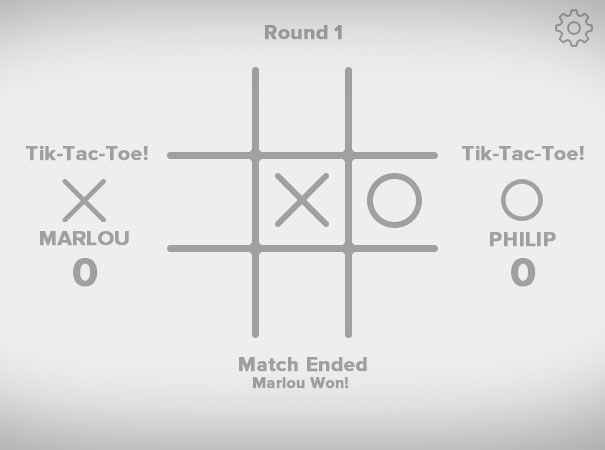 Round 1
Tik-Tac-Toe!
MARLOU
0
Tik-Tac-Toe!
PHILIP
0
Match Ended
Marlou Won!